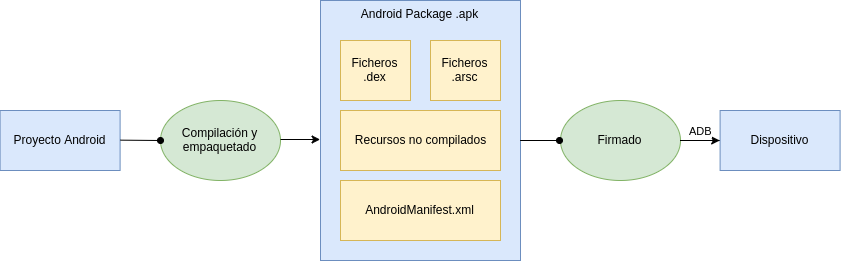 Proyecto Android
Compilación y
empaquetado
Android Package .apk
Ficheros
.dex
Ficheros
.arsc
Recursos no compilados
AndroidManifest.xml
Firmado
ADB
Dispositivo